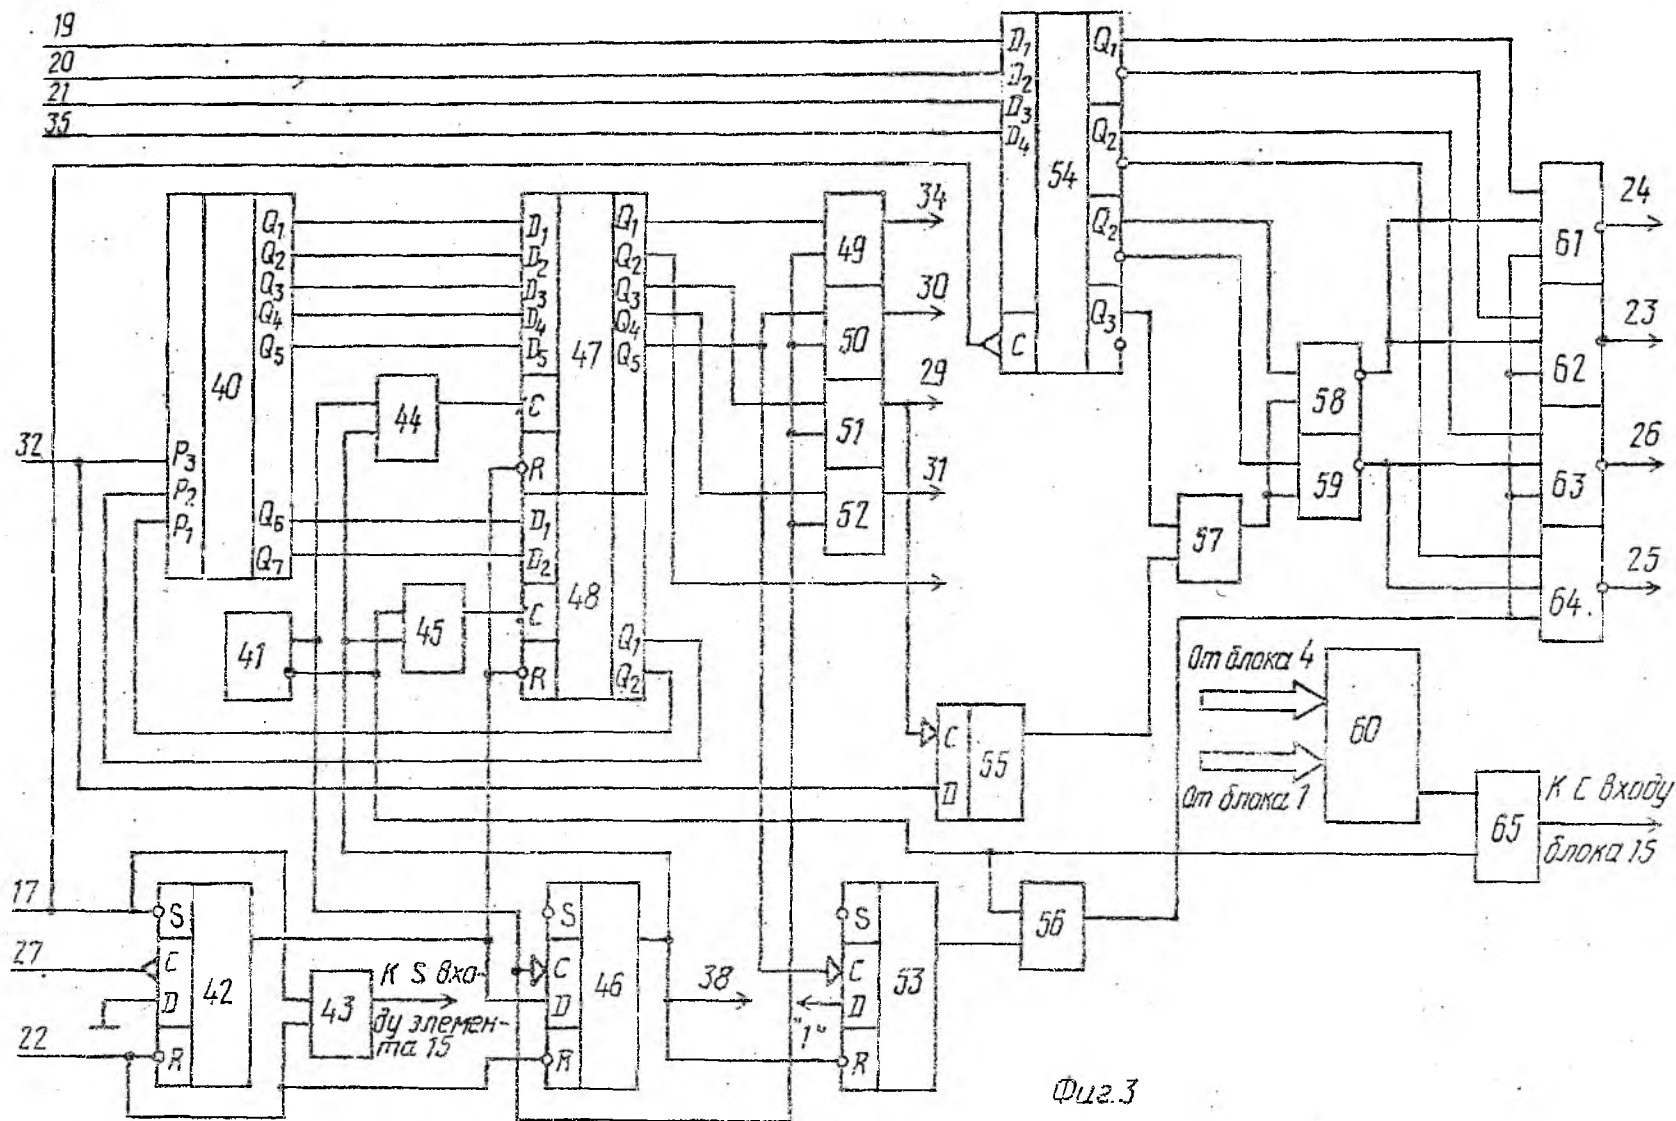 19
20
21
35
D1
D2
D3
D4
C
54
Q1
Q2
Q2
Q3
32
P3
P2
P1
40
Q1
Q2
Q3
Q4
Q5
Q6
Q7
41
44
45
D1
D2
D3
D4
D5
C
R
D1
D2
C
R
47
48
Q1
Q2
Q3
Q4
Q5
Q1
Q2
49
50
51
52
34
30
29
31
C
D
55
57
58
59
61
62
63
64.
24
23
26
25
От блока 4
От блока 1
60
65
К С входу
блока 15
17
27
22
S
C
D
R
42
43
К S вхо-
ду элемен-
та 15
S
C
D
R
46
38
"1"
S
C
D
R
53
56
Фиг.3